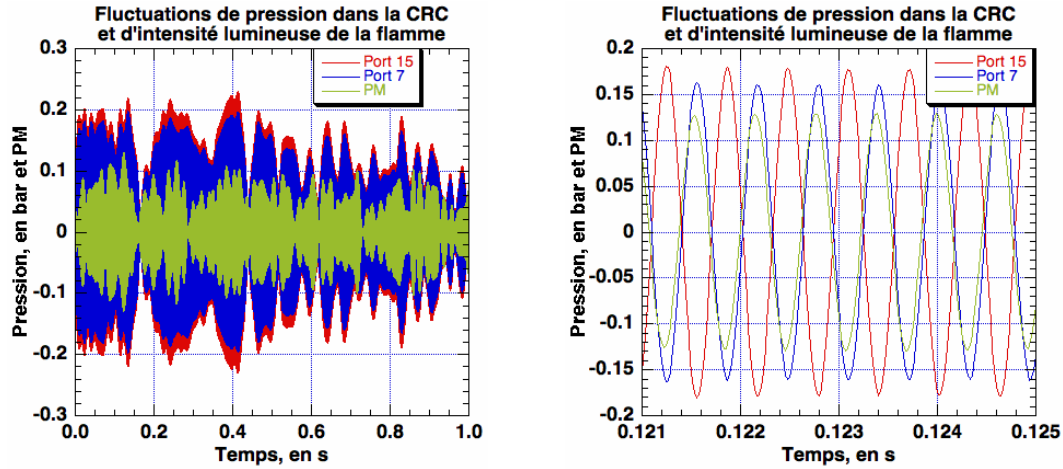 Fluctuations de pression dans la CRC
et d'intensité lumineuse de la flamme
Pression, en bar et PM
0.3
0.2
0.1
0
-0.1
-0.2
-0.3
Port 15
Port 7
PM
0.0 0.2 0.4 0.6 0.8 1.0
Temps, en s
Fluctuations de pression dans la CRC
et d'intensité lumineuse de la flamme
Pression, en bar et PM
0.2
0.15
0.1
0.05
0
-0.05
-0.1
-0.15
-0.2
Port 15
Port 7
PM
0.121 0.122 0.123 0.124 0.125
Temps, en s